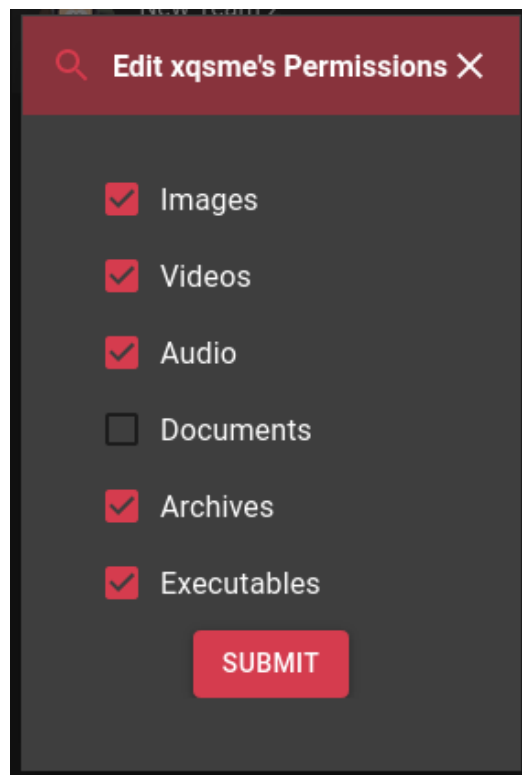 Edit xqsme's Permissions
Images
Videos
Audio
Documents
Archives
Executables
SUBMIT